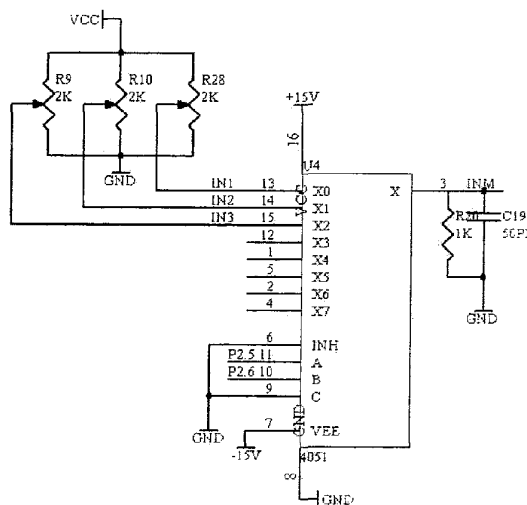 VCC
R9
2K
R10
2K
R28
2K
GND
+15V
16
U4
VCC
IN1 13 X0
IN2 14 X1
IN3 15 X2
12 X3
1 X4
5 X5
2 X6
4 X7
X 3 INM
R20
1K
C19
GND
6 INH
P2.5 11 A
P2.6 10 B
9 C
GND
7 VEE
GND
-15V
4051
8
GND